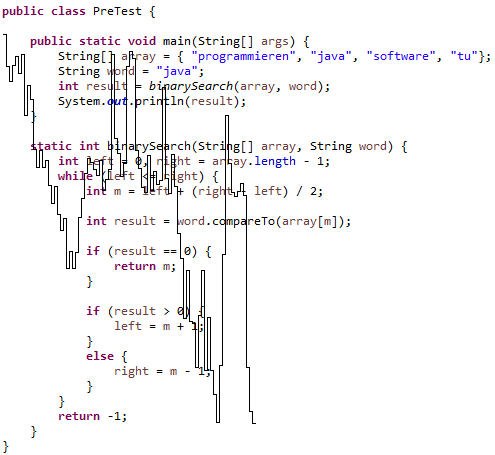 public class PreTest {
public static void main(String[] args) {
String[] array = { "programmieren", "java", "software", "tu"};
String word = "java";
int result = binarySearch(array, word);
System.out.println(result);
}
static int binarySearch(String[] array, String word) {
int left = 0, right = array.length - 1;
while (left <= right) {
int m = left + (right - left) / 2;
int result = word.compareTo(array[m]);
if (result == 0) {
return m;
}
if (result > 0) {
left = m + 1;
}
else {
right = m - 1;
}
}
return -1;
}
}